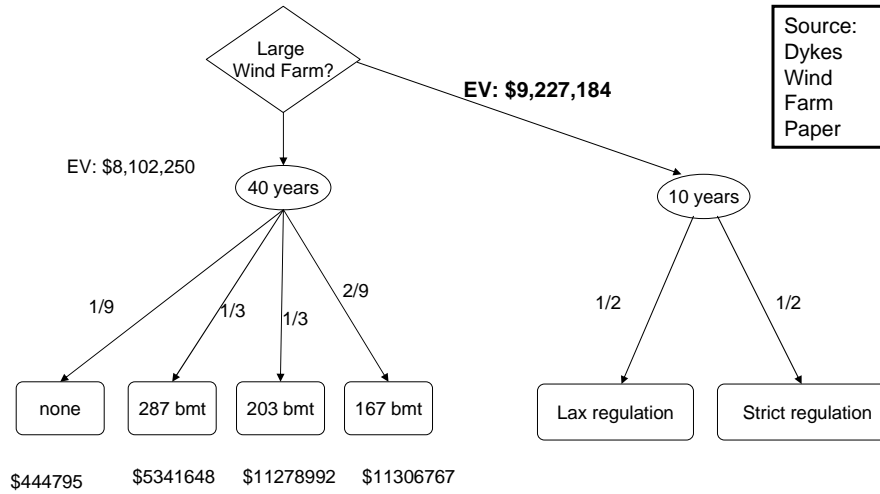 Large
Wind Farm?
Source:
Dykes
Wind
Farm
Paper
EV: $9,227,184
EV: $8,102,250
40 years
10 years
1/9
1/3
1/3
2/9
1/2
1/2
none
287 bmt
203 bmt
167 bmt
Lax regulation
Strict regulation
$444795
$5341648
$11278992
$11306767